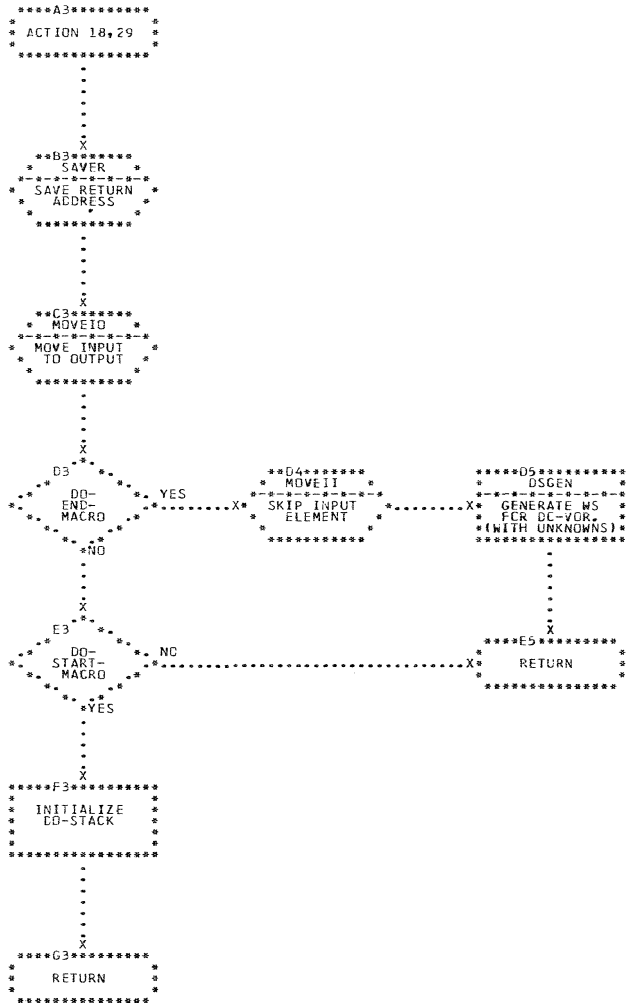 A3
ACTION 18,29
B3
SAVER
SAVE RETURN
ADDRESS
C3
MOVEIO
MOVE INPUT
TO OUTPUT
D3
DO-
END-
MACRO
YES
NO
D4
MOVEII
SKIP INPUT
ELEMENT
D5
DSGEN
GENERATE WS
FOR DC-VOR.
(WITH UNKNOWNS)
E3
DO-
START-
MACRO
NO
YES
E5
RETURN
F3
INITIALIZE
DO-STACK
G3
RETURN